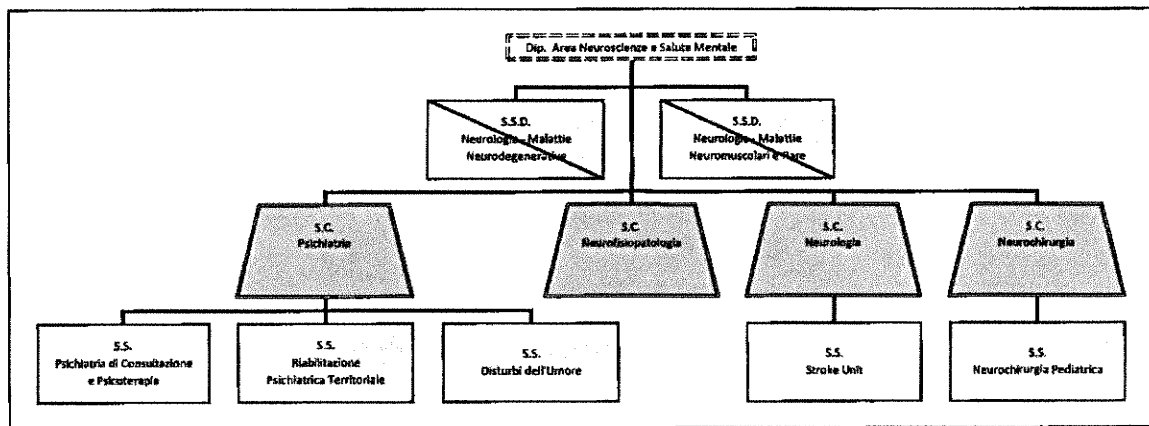 Dip. Area Neuroscienze e Salute Mentale
S.S.D.
Neurologia - Malattie
Neurodegenerative
S.S.D.
Neurologia - Malattie
Neuromuscolari e Rare
S.C.
Psichiatria
S.C.
Neurofisiopatologia
S.C.
Neurologia
S.C.
Neurochirurgia
S.S.
Psichiatria di Consultazione
e Psicoterapia
S.S.
Riabilitazione
Psichiatrica Territoriale
S.S.
Disturbi dell'Umore
S.S.
Stroke Unit
S.S.
Neurochirurgia Pediatrica